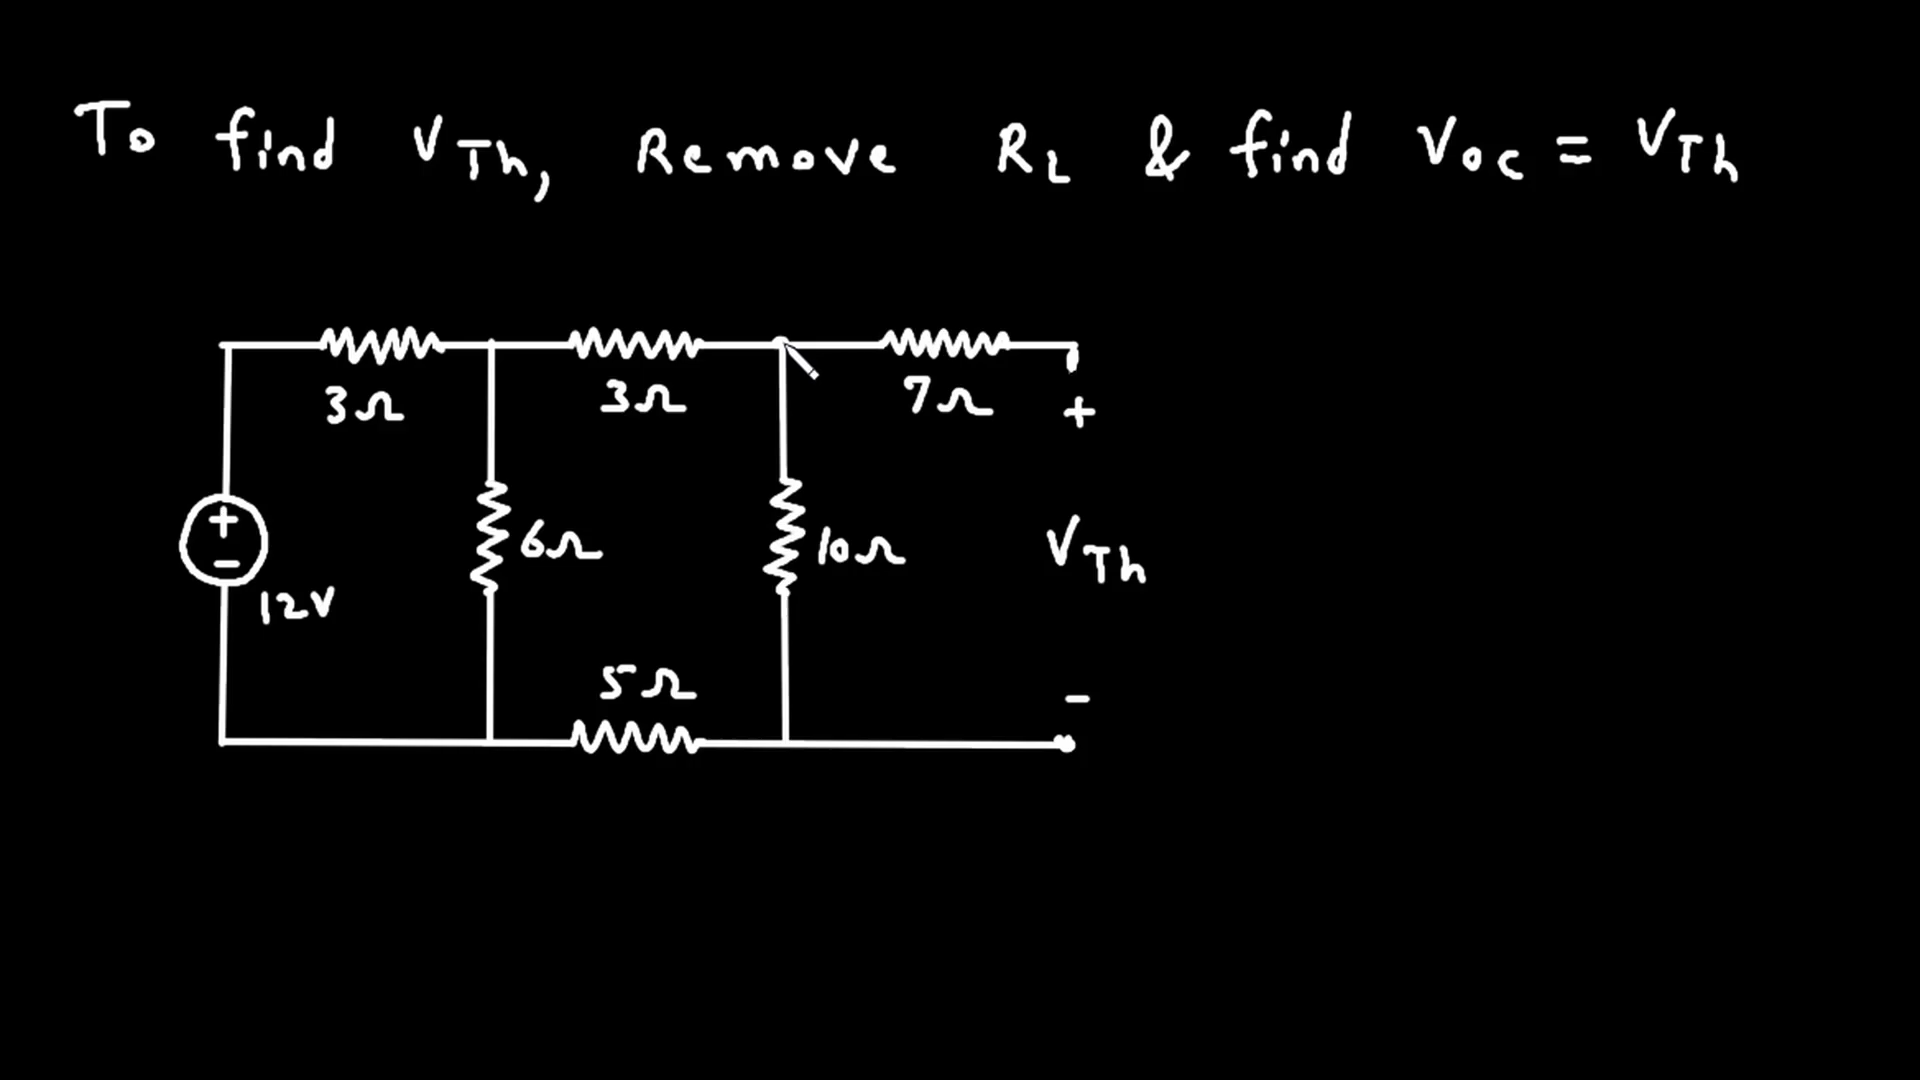 To find VTh, Remove RL & find Voc = VTh
3Ω 3Ω 7Ω
+
+
-
12V
6Ω
10Ω
VTh
5Ω
-